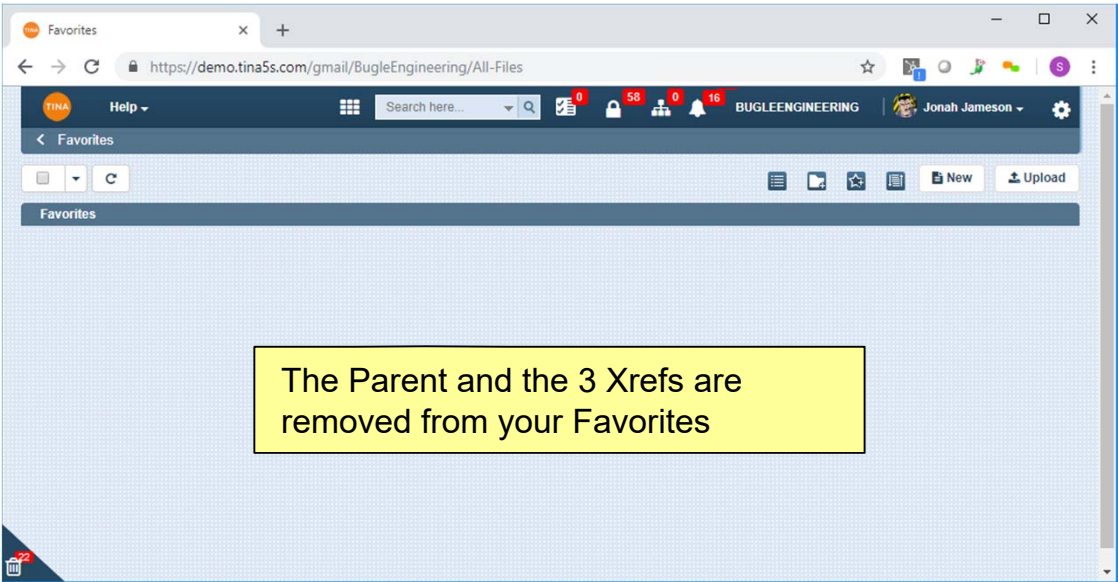 TINA Favorites
https://demo.tina5s.com/gmail/BugleEngineering/All-Files S
TINA Help Search here... 0 58 0 16 BUGLEENGINEERING Jonah Jameson
Favorites
New Upload
Favorites
The Parent and the 3 Xrefs are
removed from your Favorites
22